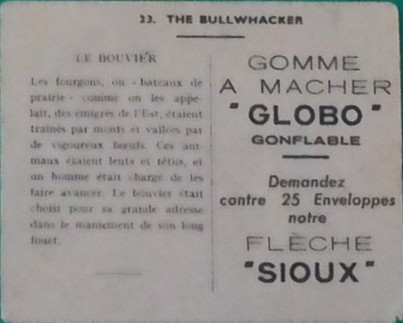 33. THE BULLWHACKER
LE BOUVIER
Les fourgons, ou «bateaux de
prairie» comme on les appe-
lait, des émigrés de l'Est, étaient
trainés par monts et vallées par
de vigoureux bœufs. Ces ani-
maux étaient lents et têtus, et
un homme était chargé de les
faire avancer. Le bouvier était
choisi pour sa grande adresse
dans le maniement de son long
fouet.
GOMME
A MACHER
"GLOBO"
GONFLABLE
Demandez
contre 25 Enveloppes
notre
FLÈCHE
"SIOUX"